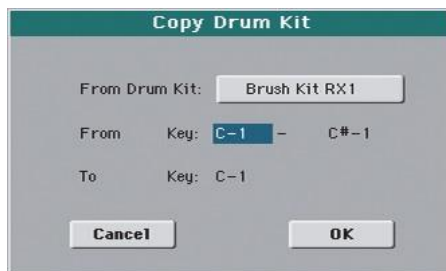 Copy Drum Kit
From Drum Kit: Brush Kit RX1
From Key: C-1 - C#-1
To Key: C-1
Cancel OK